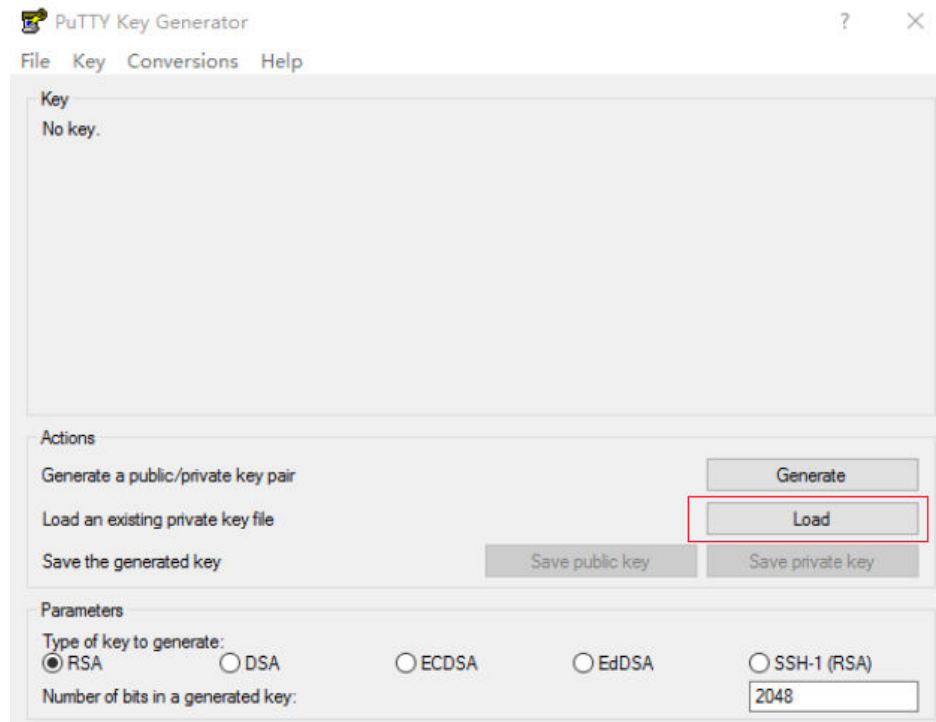 PuTTY Key Generator ?
File Key Conversions Help
Key
No key.
Actions
Generate a public/private key pair Generate
Load an existing private key file Load
Save the generated key Save public key Save private key
Parameters
Type of key to generate:
RSA DSA ECDSA EdDSA SSH-1 (RSA)
Number of bits in a generated key: 2048